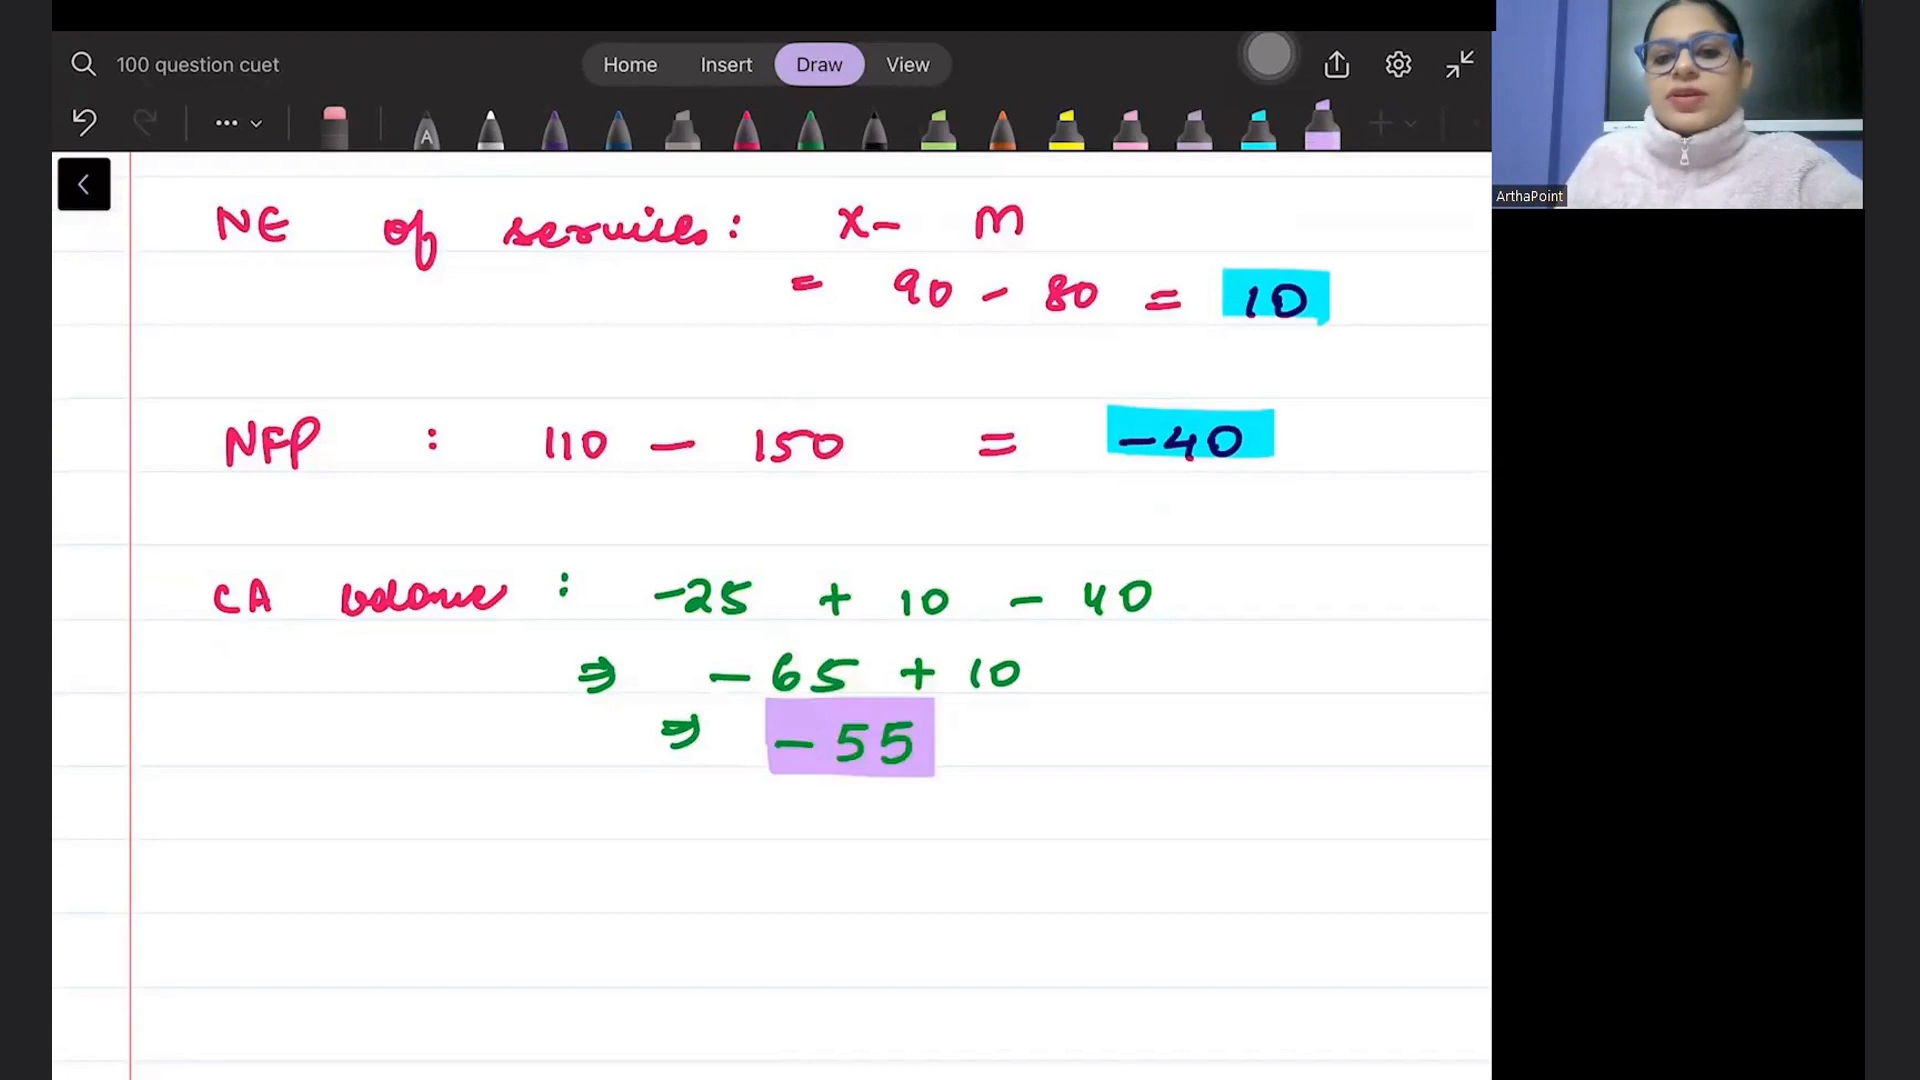 100 question cuet
Home Insert Draw View
A
ArthaPoint
NE of services: X- M
= 90 - 80 = 10
NFP : 110 - 150 = -40
CA balance : -25 + 10 - 40
⇒ - 65 + 10
⇒ - 55